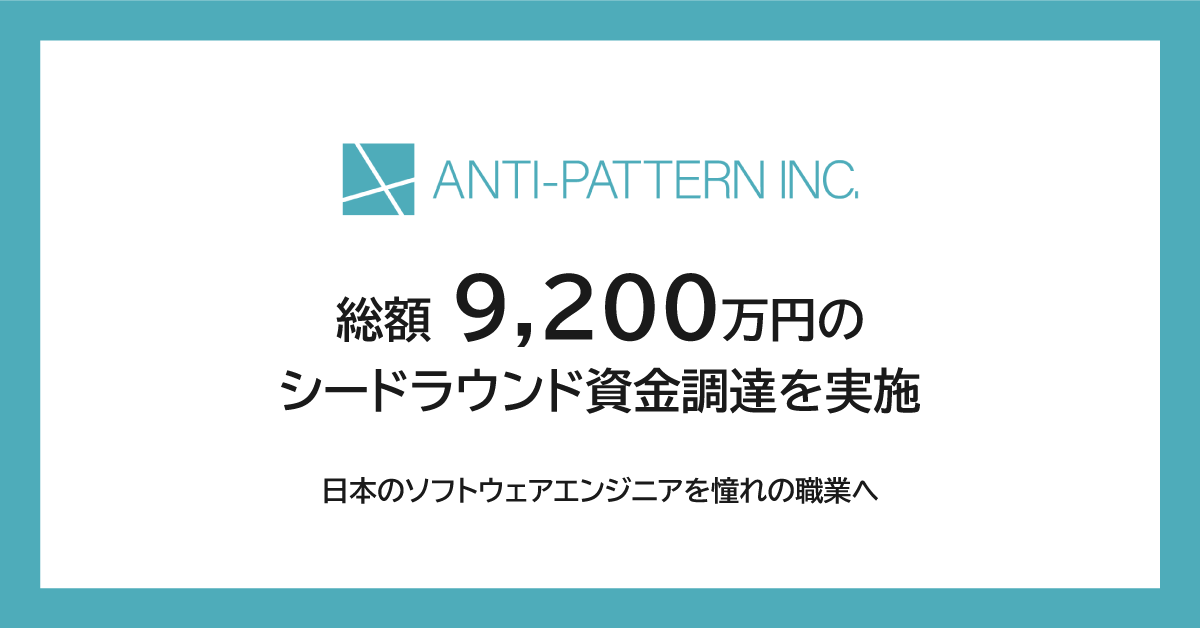 ANTI-PATTERN INC.
総額 9,200万円の
シードラウンド資金調達を実施
日本のソフトウェアエンジニアを憧れの職業へ